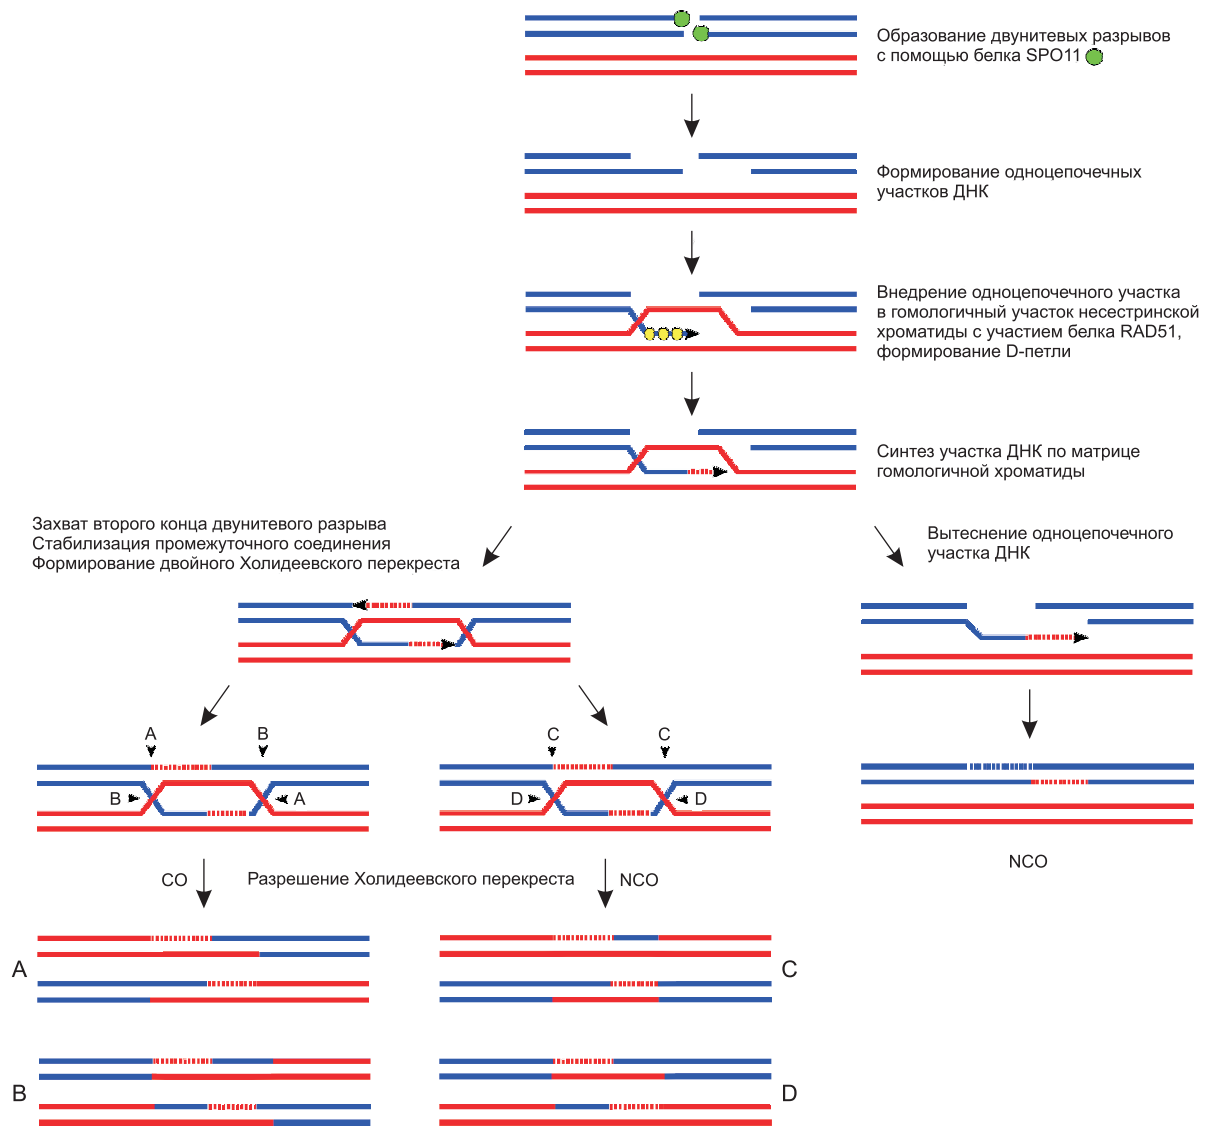 Образование двунитевых разрывов
с помощью белка SPO11
Формирование одноцепочечных
участков ДНК
Внедрение одноцепочечного участка
в гомологичный участок несестринской
хроматиды с участием белка RAD51,
формирование D-петли
Синтез участка ДНК по матрице
гомологичной хроматиды
Захват второго конца двунитевого разрыва
Стабилизация промежуточного соединения
Формирование двойного Холидеевского перекреста
Вытеснение одноцепочечного
участка ДНК
A B
B A
C C
D D
NCO
CO Разрешение Холидеевского перекреста NCO
A C
B D